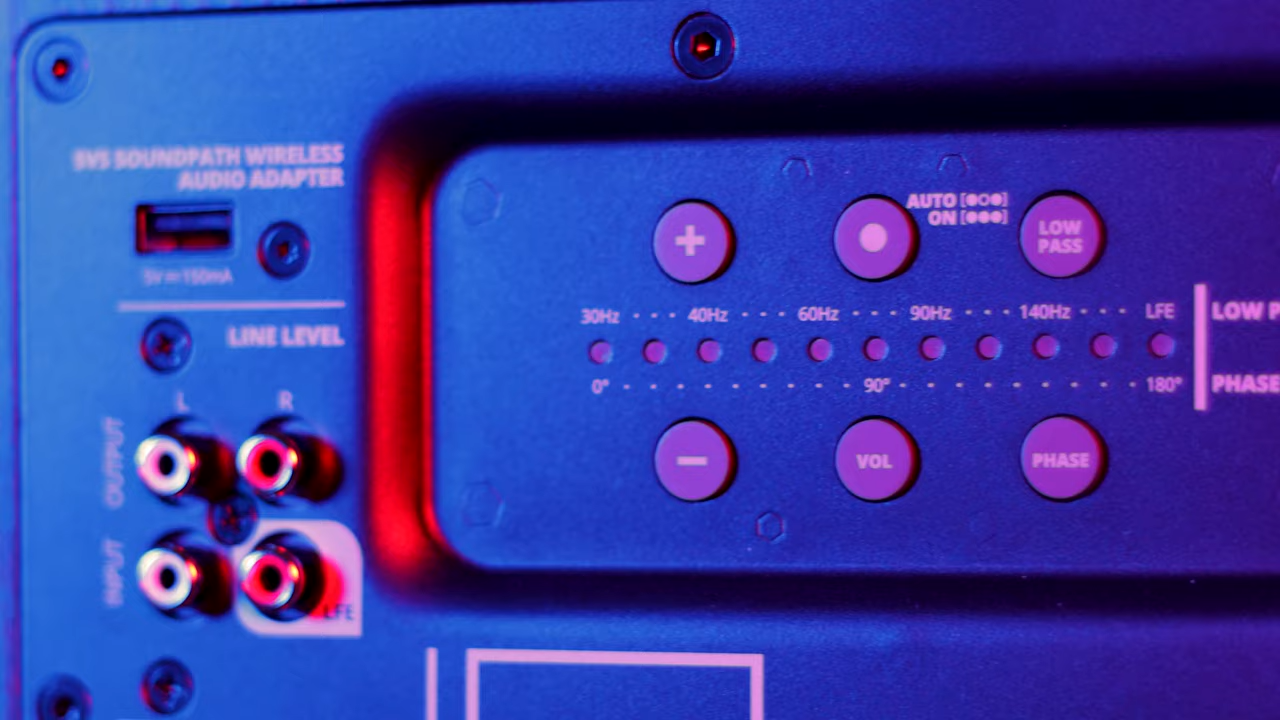 SVS SOUNDPATH WIRELESS
AUDIO ADAPTER
5V⎓150mA
LINE LEVEL
L R
OUTPUT
INPUT
LFE
+
AUTO [●○●]
ON [●●●]
LOW
PASS
30Hz · · · 40Hz · · · 60Hz · · · 90Hz · · · 140Hz · · · LFE
LOW P
0° · · · · · · · · · 90° · · · · · · · · · 180°
PHASE
−
VOL
PHASE